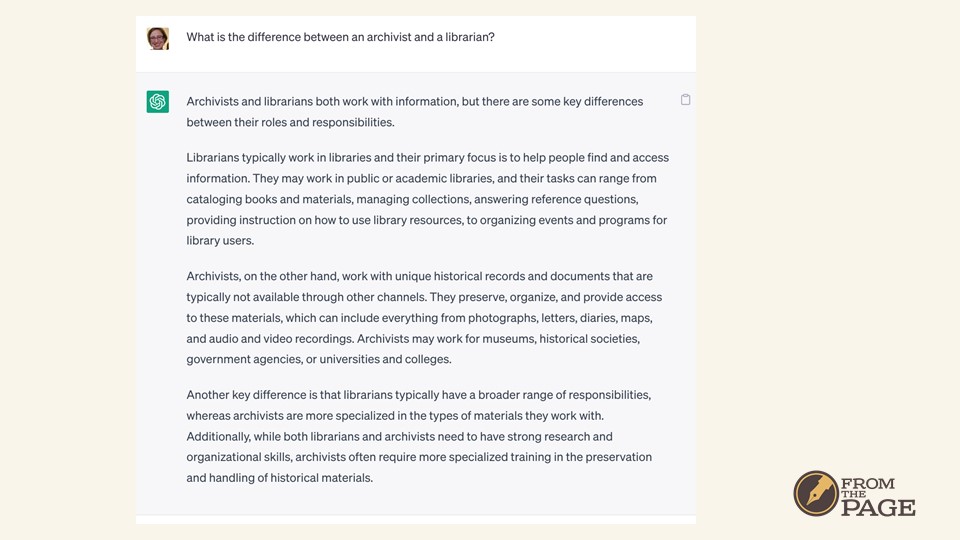 What is the difference between an archivist and a librarian?
Archivists and librarians both work with information, but there are some key differences
between their roles and responsibilities.
Librarians typically work in libraries and their primary focus is to help people find and access
information. They may work in public or academic libraries, and their tasks can range from
cataloging books and materials, managing collections, answering reference questions,
providing instruction on how to use library resources, to organizing events and programs for
library users.
Archivists, on the other hand, work with unique historical records and documents that are
typically not available through other channels. They preserve, organize, and provide access
to these materials, which can include everything from photographs, letters, diaries, maps,
and audio and video recordings. Archivists may work for museums, historical societies,
government agencies, or universities and colleges.
Another key difference is that librarians typically have a broader range of responsibilities,
whereas archivists are more specialized in the types of materials they work with.
Additionally, while both librarians and archivists need to have strong research and
organizational skills, archivists often require more specialized training in the preservation
and handling of historical materials.
FROM
THE
PAGE